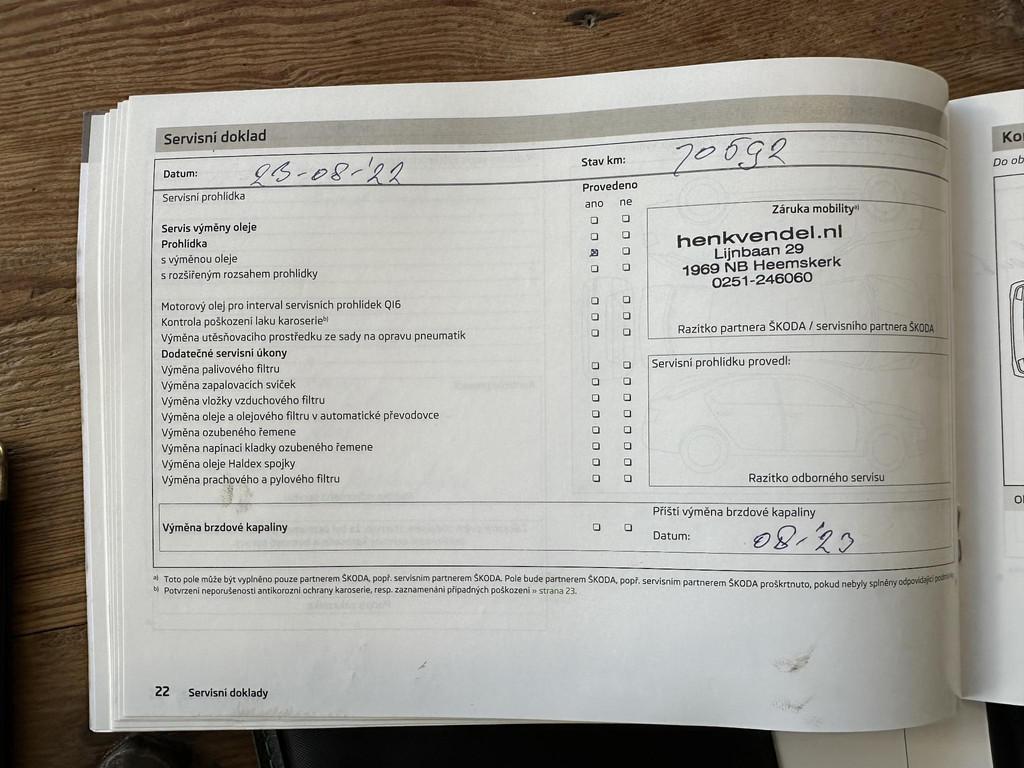 Servisní doklad
Datum: 23-08-'22
Stav km: 70592
Servisní prohlídka
Provedeno
ano ne
Servis výměny oleje
Prohlídka
s výměnou oleje
s rozšířeným rozsahem prohlídky
Motorový olej pro interval servisních prohlídek QI6
Kontrola poškození laku karoserie b)
Výměna utěsňovacího prostředku ze sady na opravu pneumatik
Dodatečné servisní úkony
Výměna palivového filtru
Výměna zapalovacích svíček
Výměna vložky vzduchového filtru
Výměna oleje a olejového filtru v automatické převodovce
Výměna ozubeného řemene
Výměna napínací kladky ozubeného řemene
Výměna oleje Haldex spojky
Výměna prachového a pylového filtru
Záruka mobility a)
henkvendel.nl
Lijnbaan 29
1969 NB Heemskerk
0251-246060
Razítko partnera ŠKODA / servisního partnera ŠKODA
Servisní prohlídku provedl:
Razítko odborného servisu
Výměna brzdové kapaliny
Příští výměna brzdové kapaliny
Datum: 08-'23
a) Toto pole může být vyplněno pouze partnerem ŠKODA, popř. servisním partnerem ŠKODA. Pole bude partnerem ŠKODA, popř. servisním partnerem ŠKODA proškrtnuto, pokud nebyly splněny odpovídající
b) Potvrzení neporušenosti antikorozní ochrany karoserie, resp. zaznamenání případných poškození » strana 23.
22 Servisní doklady
Do ob